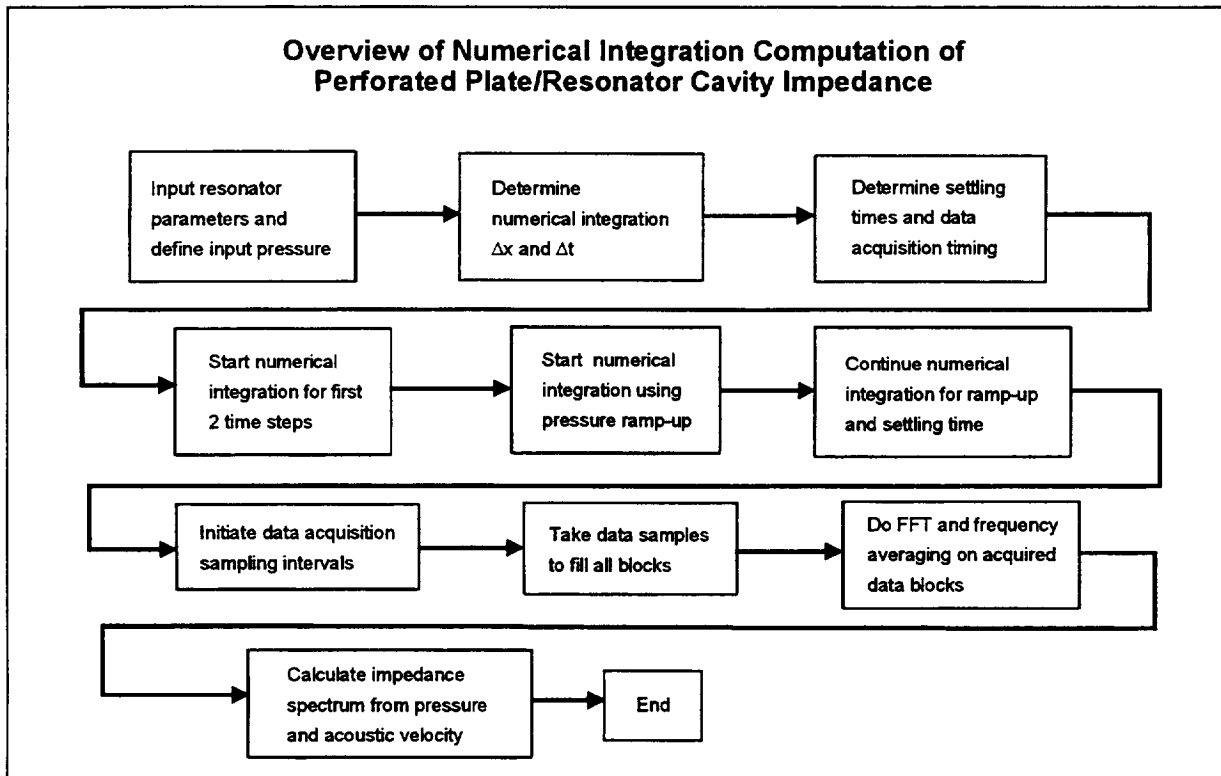 Overview of Numerical Integration Computation of
Perforated Plate/Resonator Cavity Impedance
Input resonator
parameters and
define input pressure
Determine
numerical integration
Δx and Δt
Determine settling
times and data
acquisition timing
Start numerical
integration for first
2 time steps
Start numerical
integration using
pressure ramp-up
Continue numerical
integration for ramp-up
and settling time
Initiate data acquisition
sampling intervals
Take data samples
to fill all blocks
Do FFT and frequency
averaging on acquired
data blocks
Calculate impedance
spectrum from pressure
and acoustic velocity
End